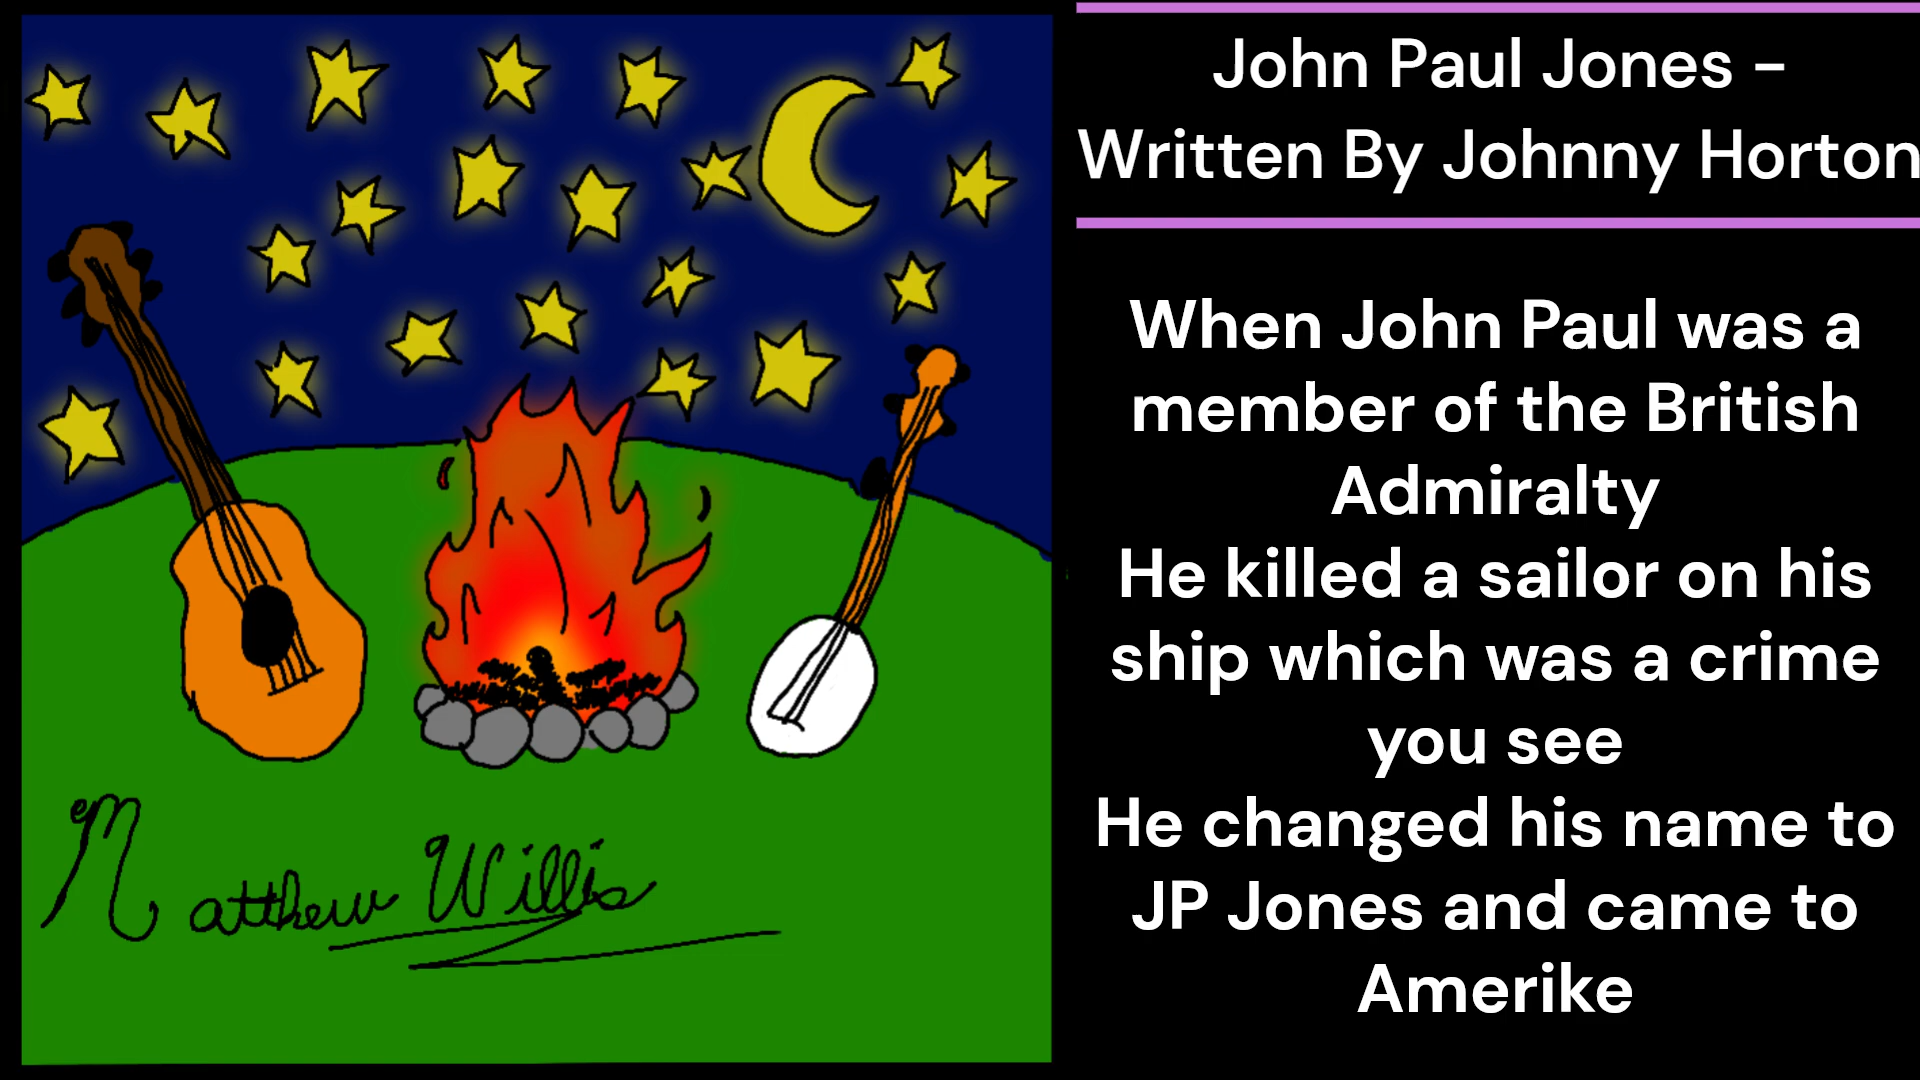 John Paul Jones –
Written By Johnny Horton
When John Paul was a
member of the British
Admiralty
He killed a sailor on his
ship which was a crime
you see
He changed his name to
JP Jones and came to
Amerike
Matthew Willis